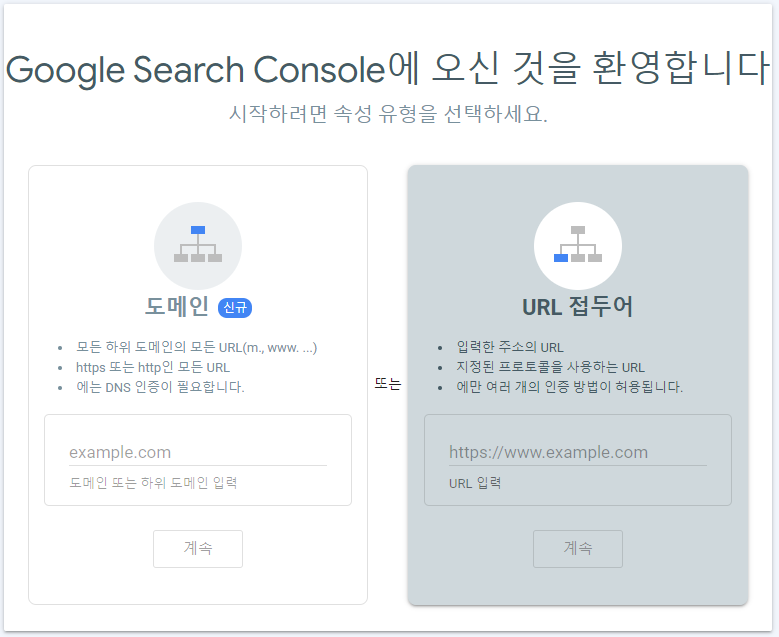 Google Search Console에 오신 것을 환영합니다
시작하려면 속성 유형을 선택하세요.
도메인 신규
• 모든 하위 도메인의 모든 URL(m., www. ...)
• https 또는 http인 모든 URL
• 에는 DNS 인증이 필요합니다.
example.com
도메인 또는 하위 도메인 입력
계속
또는
URL 접두어
• 입력한 주소의 URL
• 지정된 프로토콜을 사용하는 URL
• 에만 여러 개의 인증 방법이 허용됩니다.
https://www.example.com
URL 입력
계속